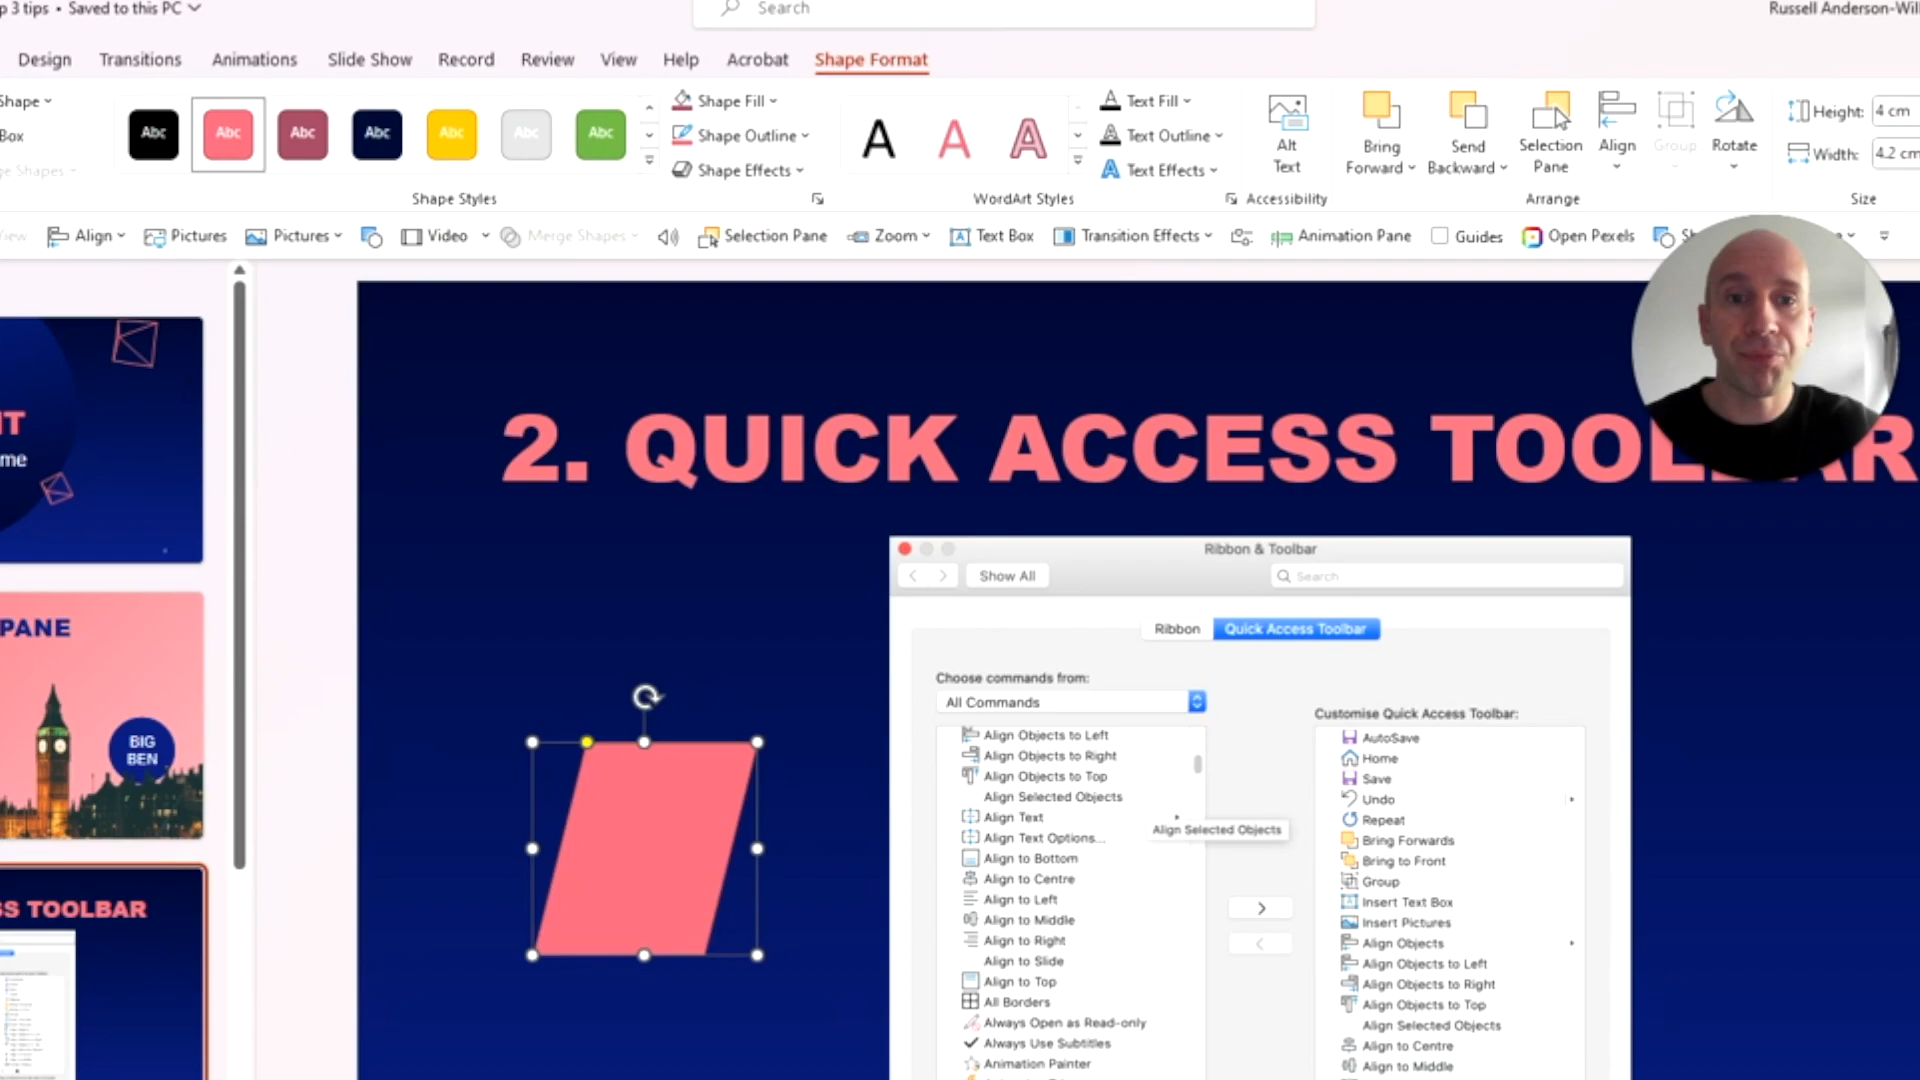 p 3 tips • Saved to this PC
Search
Russell Anderson-Will
Design Transitions Animations Slide Show Record Review View Help Acrobat Shape Format
Shape
Box
ge Shapes
Abc Abc Abc Abc Abc Abc Abc
Shape Fill
Shape Outline
Shape Effects
Shape Styles
A A A
WordArt Styles
Text Fill
Text Outline
Text Effects
Alt
Text
Accessibility
Bring
Forward
Send
Backward
Selection
Pane
Align
Group
Rotate
Arrange
Height: 4 cm
Width: 4.2 cm
Size
iew Align Pictures Pictures Video Merge Shapes Selection Pane Zoom Text Box Transition Effects Animation Pane Guides Open Pexels
IT
me
PANE
BIG
BEN
SS TOOLBAR
2. QUICK ACCESS TOOLBAR
Ribbon & Toolbar
Show All
Search
Ribbon Quick Access Toolbar
Choose commands from:
All Commands
Align Objects to Left
Align Objects to Right
Align Objects to Top
Align Selected Objects
Align Text
Align Text Options...
Align to Bottom
Align to Centre
Align to Left
Align to Middle
Align to Right
Align to Slide
Align to Top
All Borders
Always Open as Read-only
Always Use Subtitles
Animation Painter
Align Selected Objects
Customise Quick Access Toolbar:
AutoSave
Home
Save
Undo
Repeat
Bring Forwards
Bring to Front
Group
Insert Text Box
Insert Pictures
Align Objects
Align Objects to Left
Align Objects to Right
Align Objects to Top
Align Selected Objects
Align to Centre
Align to Middle